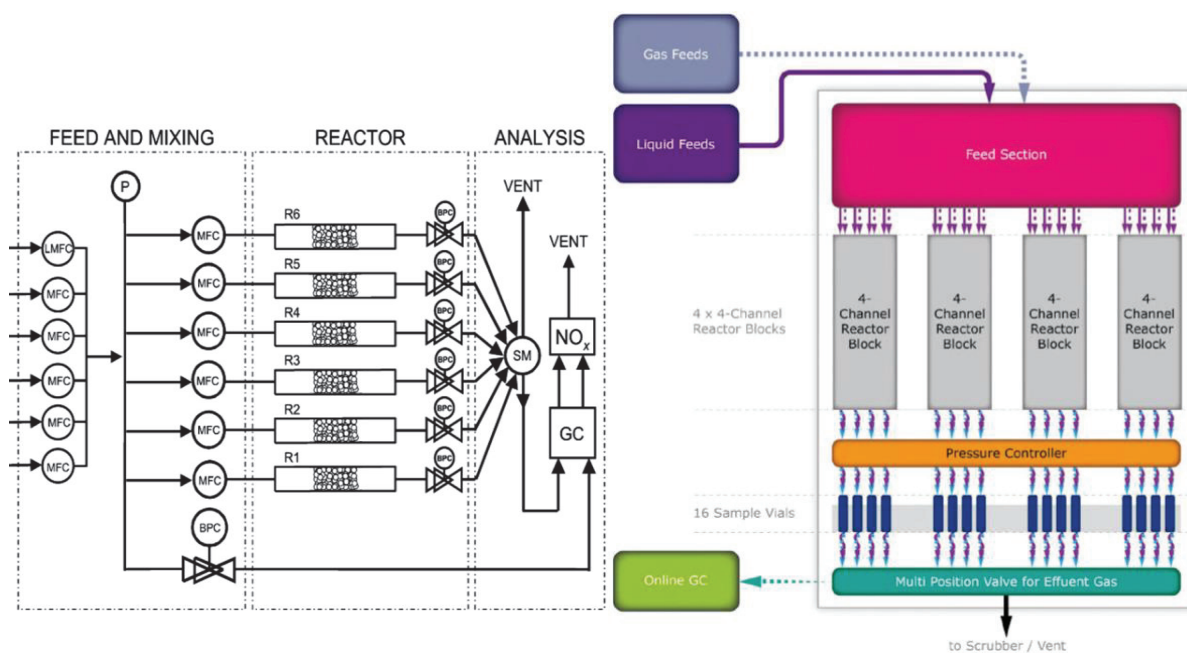 FEED AND MIXING
REACTOR
ANALYSIS
P
LMFC
MFC
MFC
MFC
MFC
MFC
MFC
MFC
MFC
MFC
MFC
MFC
BPC
R6
BPC
R5
BPC
R4
BPC
R3
BPC
R2
BPC
R1
BPC
VENT
SM
VENT
NOx
GC
Gas Feeds
Liquid Feeds
Feed Section
4 x 4-Channel
Reactor Blocks
4-
Channel
Reactor
Block
4-
Channel
Reactor
Block
4-
Channel
Reactor
Block
4-
Channel
Reactor
Block
Pressure Controller
16 Sample Vials
Online GC
Multi Position Valve for Effuent Gas
to Scrubber / Vent